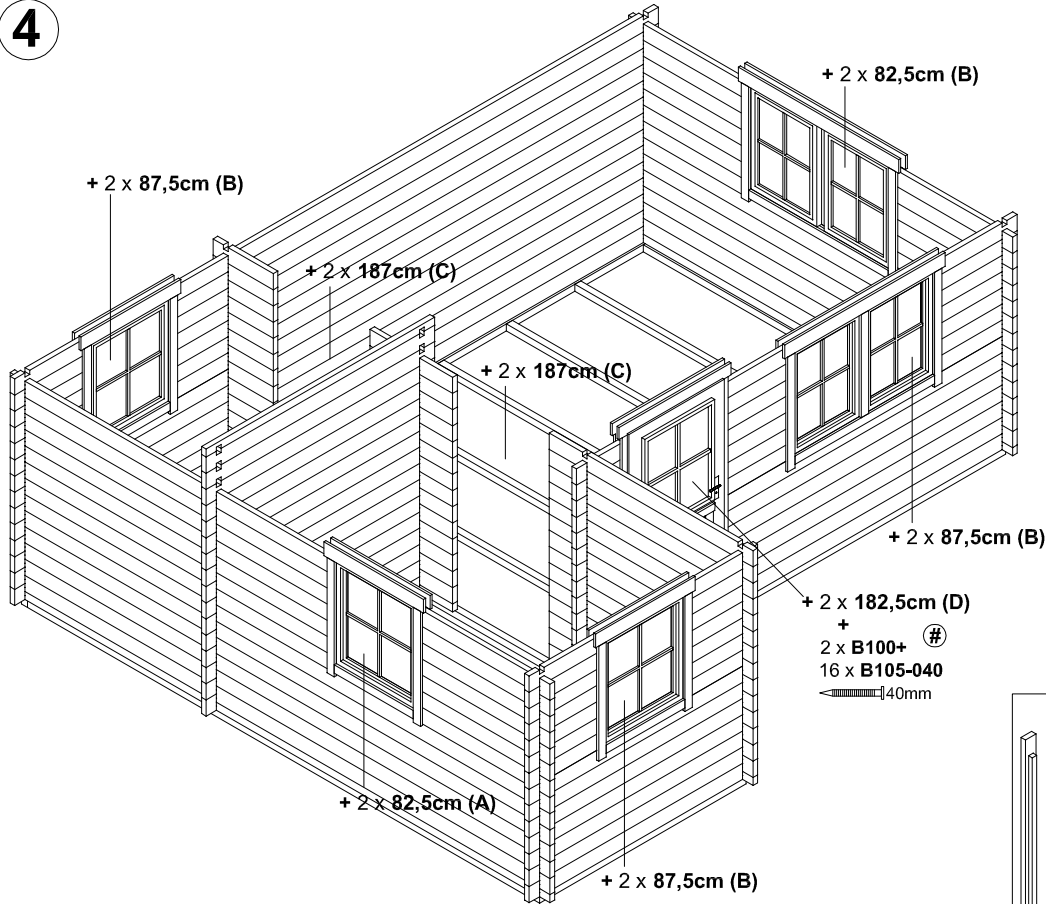 4
+ 2 x 82,5cm (B)
+ 2 x 87,5cm (B)
+ 2 x 187cm (C)
+ 2 x 187cm (C)
+ 2 x 87,5cm (B)
+ 2 x 182,5cm (D)
+
2 x B100+ #
16 x B105-040
40mm
+ 2 x 82,5cm (A)
+ 2 x 87,5cm (B)